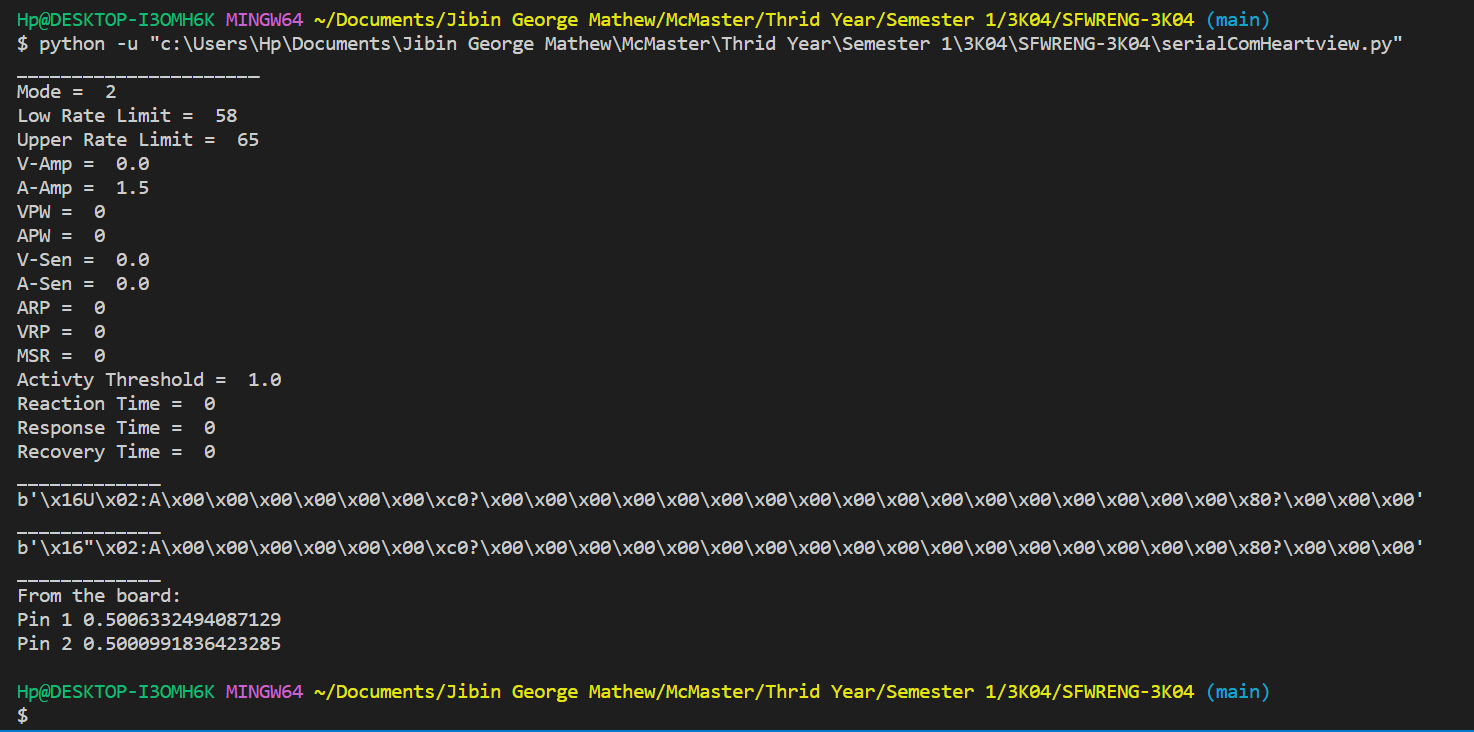 Hp@DESKTOP-I3OMH6K MINGW64 ~/Documents/Jibin George Mathew/McMaster/Thrid Year/Semester 1/3K04/SFWRENG-3K04 (main)
$ python -u "c:\Users\Hp\Documents\Jibin George Mathew\McMaster\Thrid Year\Semester 1\3K04\SFWRENG-3K04\serialComHeartview.py"
______________________
Mode =  2
Low Rate Limit =  58
Upper Rate Limit =  65
V-Amp =  0.0
A-Amp =  1.5
VPW =  0
APW =  0
V-Sen =  0.0
A-Sen =  0.0
ARP =  0
VRP =  0
MSR =  0
Activty Threshold =  1.0
Reaction Time =  0
Response Time =  0
Recovery Time =  0
_____________
b'\x16U\x02:A\x00\x00\x00\x00\x00\x00\xc0?\x00\x00\x00\x00\x00\x00\x00\x00\x00\x00\x00\x00\x00\x00\x00\x00\x80?\x00\x00\x00'
_____________
b'\x16"\x02:A\x00\x00\x00\x00\x00\x00\xc0?\x00\x00\x00\x00\x00\x00\x00\x00\x00\x00\x00\x00\x00\x00\x00\x00\x80?\x00\x00\x00'
_____________
From the board:
Pin 1 0.5006332494087129
Pin 2 0.5000991836423285
Hp@DESKTOP-I3OMH6K MINGW64 ~/Documents/Jibin George Mathew/McMaster/Thrid Year/Semester 1/3K04/SFWRENG-3K04 (main)
$